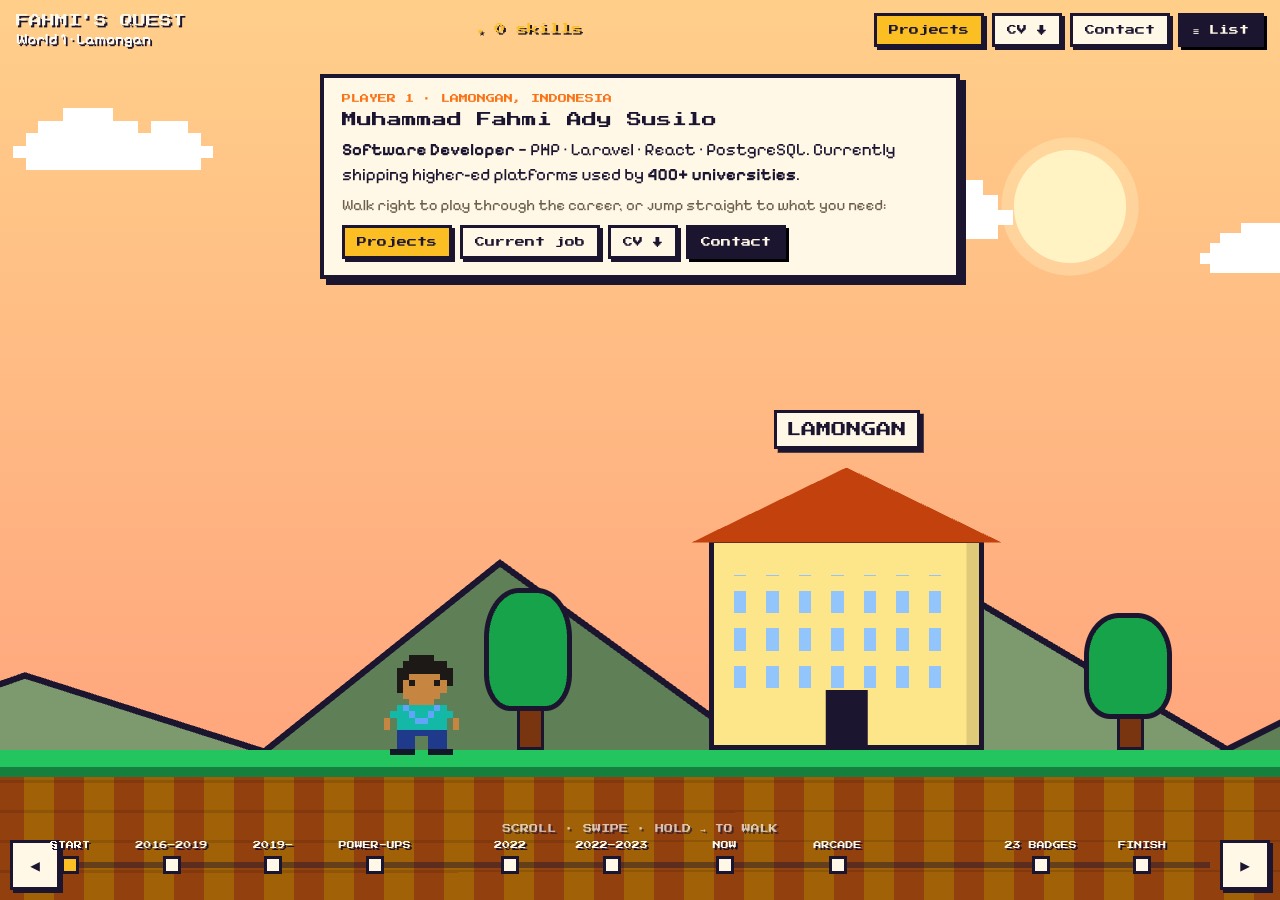 FAHMI'S QUEST
World 1 · Lamongan
0 skills
Projects
CV ↓
Contact
≡ List
PLAYER 1 · LAMONGAN, INDONESIA
Muhammad Fahmi Ady Susilo
Software Developer — PHP · Laravel · React · PostgreSQL. Currently
shipping higher-ed platforms used by 400+ universities.
Walk right to play through the career, or jump straight to what you need:
Projects
Current job
CV ↓
Contact
LAMONGAN
SCROLL · SWIPE · HOLD → TO WALK
START
2016-2019
2019-
POWER-UPS
2022
2022-2023
NOW
ARCADE
23 BADGES
FINISH
◄
►